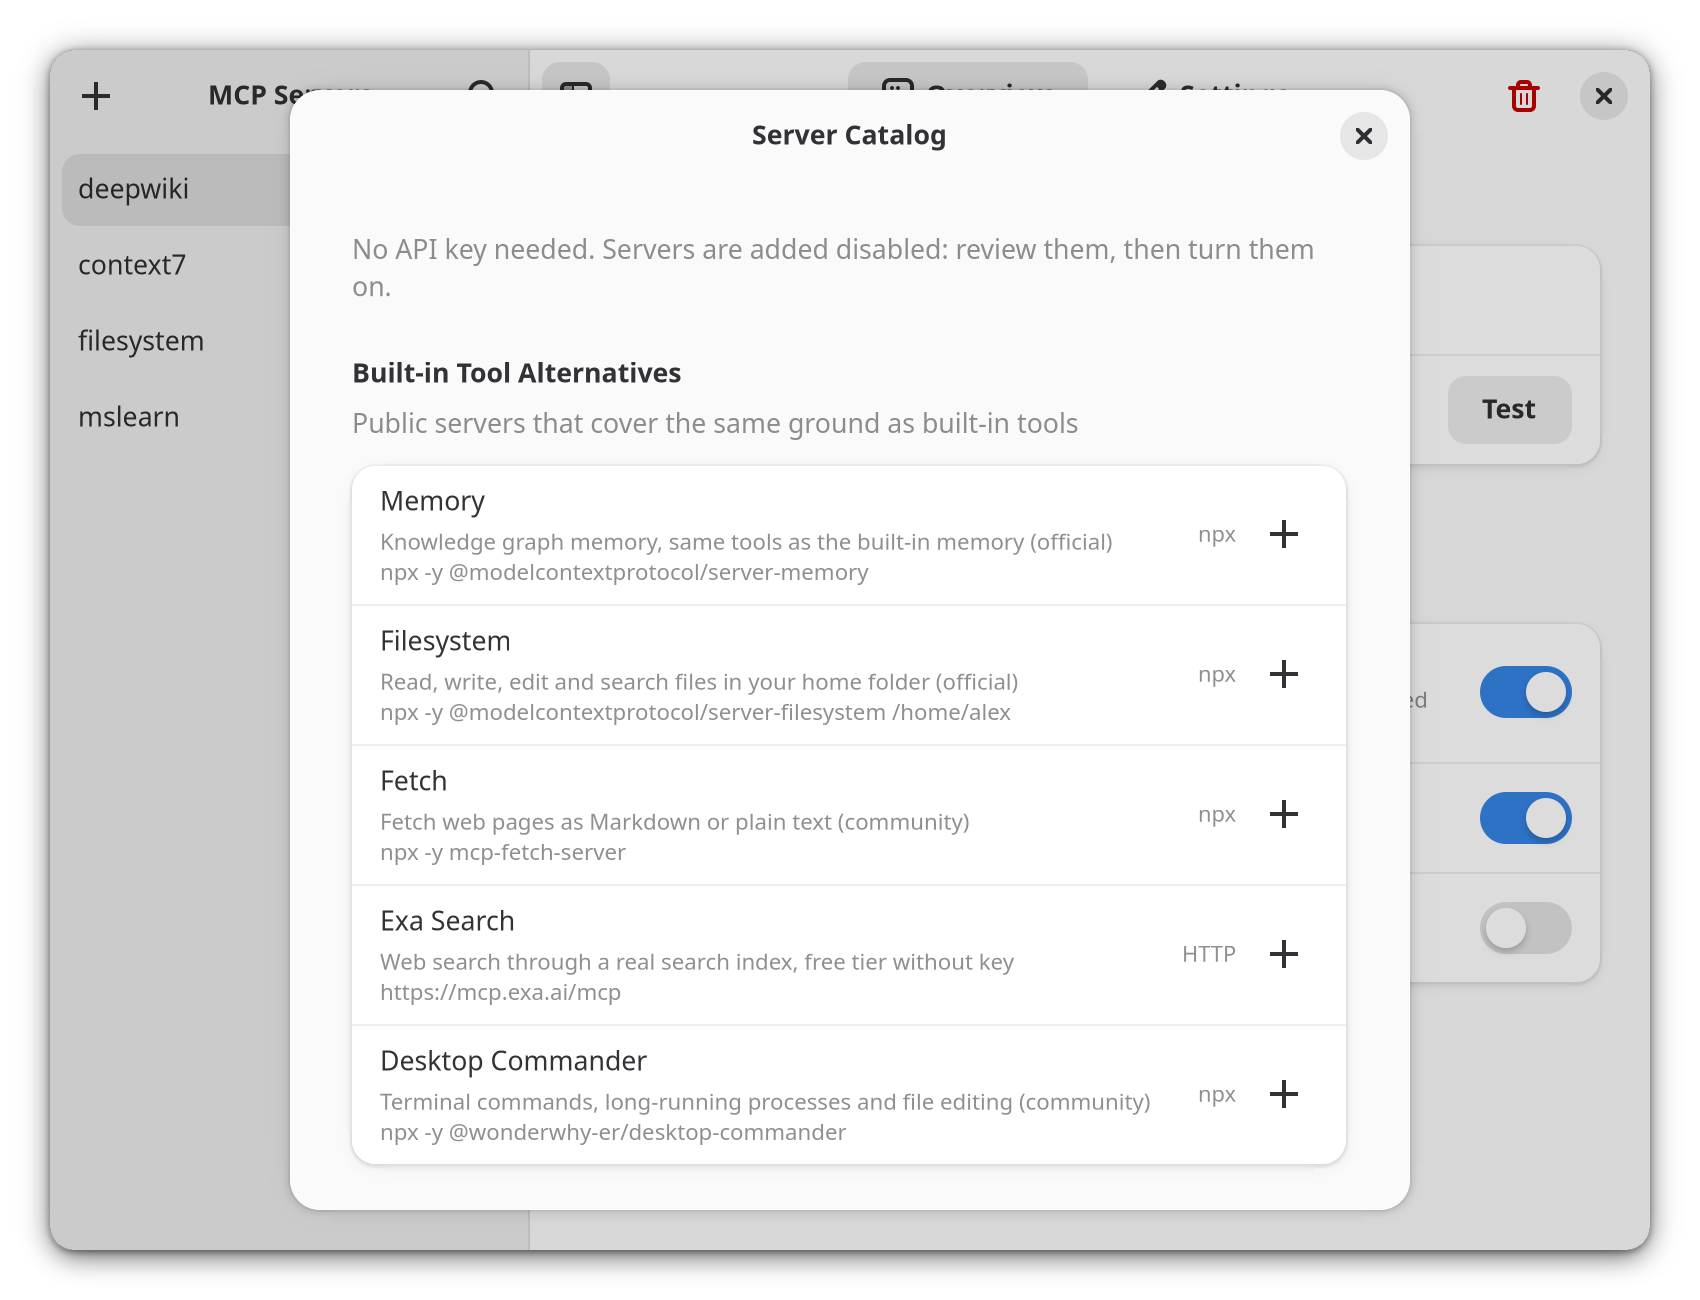 MCP Servers
Overview
Settings
deepwiki
context7
filesystem
mslearn
Test
ed
Server Catalog
No API key needed. Servers are added disabled: review them, then turn them
on.
Built-in Tool Alternatives
Public servers that cover the same ground as built-in tools
Memory
Knowledge graph memory, same tools as the built-in memory (official)
npx -y @modelcontextprotocol/server-memory
npx
Filesystem
Read, write, edit and search files in your home folder (official)
npx -y @modelcontextprotocol/server-filesystem /home/alex
npx
Fetch
Fetch web pages as Markdown or plain text (community)
npx -y mcp-fetch-server
npx
Exa Search
Web search through a real search index, free tier without key
https://mcp.exa.ai/mcp
HTTP
Desktop Commander
Terminal commands, long-running processes and file editing (community)
npx -y @wonderwhy-er/desktop-commander
npx